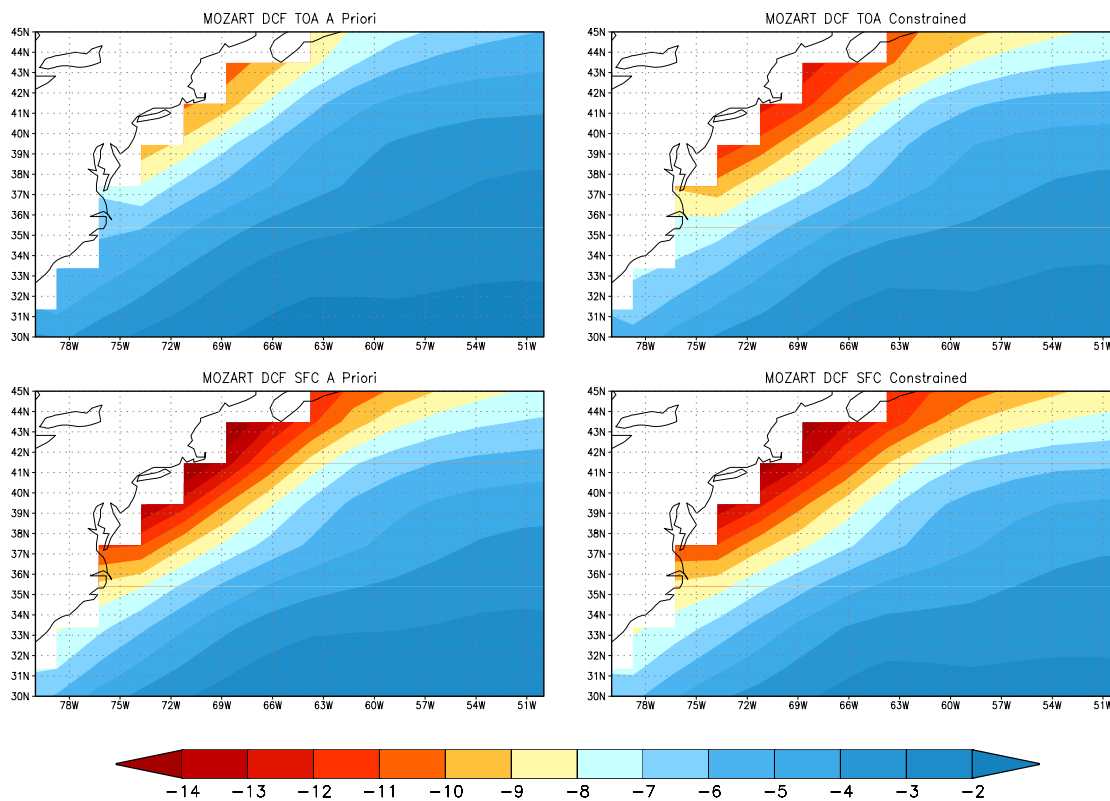 MOZART DCF TOA A Priori
45N
44N
43N
42N
41N
40N
39N
38N
37N
36N
35N
34N
33N
32N
31N
30N
78W 75W 72W 69W 66W 63W 60W 57W 54W 51W
MOZART DCF TOA Constrained
45N
44N
43N
42N
41N
40N
39N
38N
37N
36N
35N
34N
33N
32N
31N
30N
78W 75W 72W 69W 66W 63W 60W 57W 54W 51W
MOZART DCF SFC A Priori
45N
44N
43N
42N
41N
40N
39N
38N
37N
36N
35N
34N
33N
32N
31N
30N
78W 75W 72W 69W 66W 63W 60W 57W 54W 51W
MOZART DCF SFC Constrained
45N
44N
43N
42N
41N
40N
39N
38N
37N
36N
35N
34N
33N
32N
31N
30N
78W 75W 72W 69W 66W 63W 60W 57W 54W 51W
-14 -13 -12 -11 -10 -9 -8 -7 -6 -5 -4 -3 -2